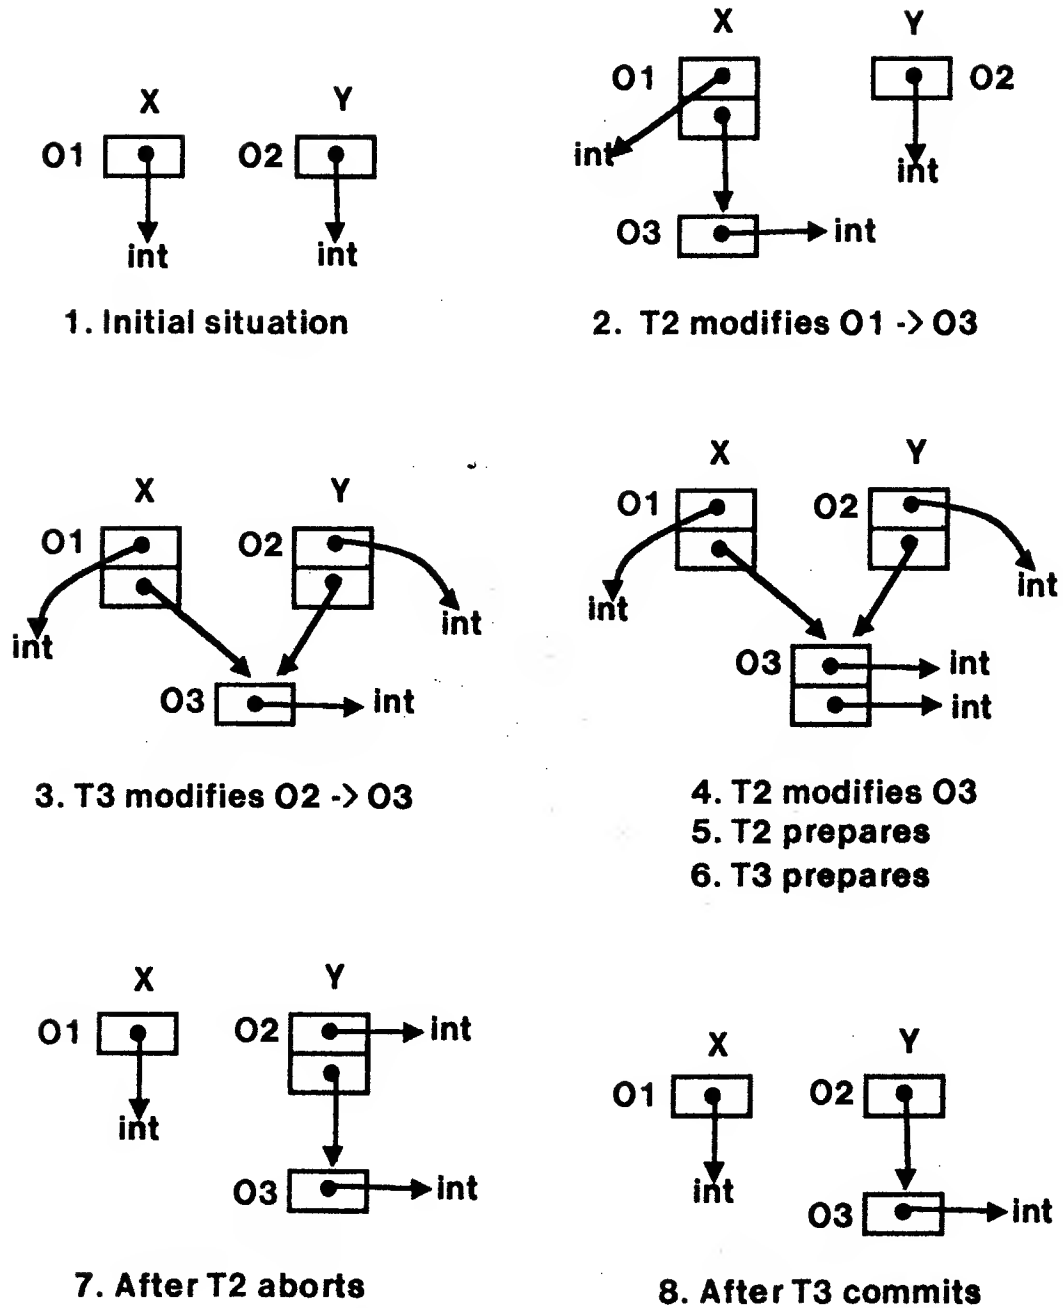 X Y
O1 O2
int int
1. Initial situation
X Y
O1 O2
int int
O3 int
2. T2 modifies O1 -> O3
X Y
O1 O2
int int
O3 int
3. T3 modifies O2 -> O3
X Y
O1 O2
int int
O3 int
int
4. T2 modifies O3
5. T2 prepares
6. T3 prepares
X Y
O1 O2 int
int
O3 int
7. After T2 aborts
X Y
O1 O2
int
O3 int
8. After T3 commits